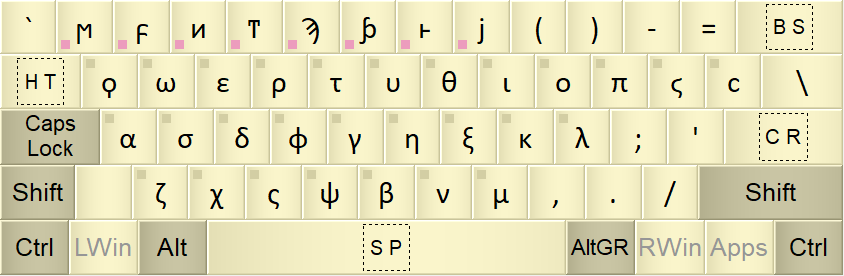 ` ϻ ϝ ͷ ͳ Ϡ ϸ ⱶ ϳ ( ) - = BS
HT ϙ ω ε ρ τ υ θ ι ο π ϛ ϲ \
Caps Lock α σ δ φ γ η ξ κ λ ; ' CR
Shift ζ χ ς ψ β ν μ , . / Shift
Ctrl LWin Alt SP AltGR RWin Apps Ctrl